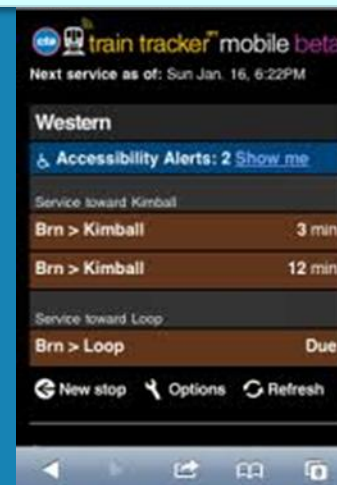 cta train tracker℠ mobile beta
Next service as of: Sun Jan. 16, 6:22PM
Western
Accessibility Alerts: 2 Show me
Service toward Kimball
Brn > Kimball 3 min
Brn > Kimball 12 min
Service toward Loop
Brn > Loop Due
New stop Options Refresh